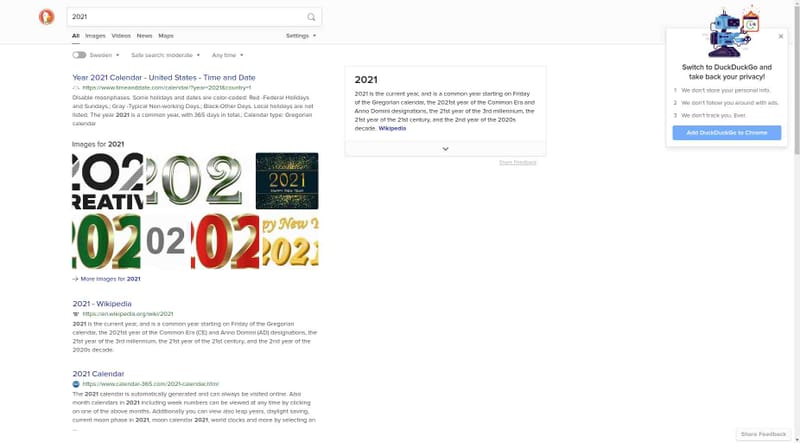 2021
All Images Videos News Maps Settings
Sweden Safe search: moderate Any time
Year 2021 Calendar - United States - Time and Date
https://www.timeanddate.com/calendar/?year=2021&country=1
Disable moonphases. Some holidays and dates are color-coded: Red -Federal Holidays
and Sundays.; Gray -Typical Non-working Days.; Black-Other Days. Local holidays are not
listed. The year 2021 is a common year, with 365 days in total.; Calendar type: Gregorian
calendar
Images for 2021
202
REATIV
202
2021
HAPPY NEW YEAR
202
02
202
py New Y
2021
More Images for 2021
2021 - Wikipedia
https://en.wikipedia.org/wiki/2021
2021 is the current year, and is a common year starting on Friday of the Gregorian
calendar, the 2021st year of the Common Era (CE) and Anno Domini (AD) designations, the
21st year of the 3rd millennium, the 21st year of the 21st century, and the 2nd year of the
2020s decade.
2021 Calendar
https://www.calendar-365.com/2021-calendar.html
The 2021 calendar is automatically generated and can always be visited online. Also
month calendars in 2021 including week numbers can be viewed at any time by clicking
on one of the above months. Additionally you can view also leap years, daylight saving,
current moon phase in 2021, moon calendar 2021, world clocks and more by selecting an
...
2021
2021 is the current year, and is a common year starting on Friday
of the Gregorian calendar, the 2021st year of the Common Era and
Anno Domini designations, the 21st year of the 3rd millennium,
the 21st year of the 21st century, and the 2nd year of the 2020s
decade. Wikipedia
Share Feedback
Switch to DuckDuckGo and
take back your privacy!
1 We don't store your personal info.
2 We don't follow you around with ads.
3 We don't track you. Ever.
Add DuckDuckGo to Chrome
Share Feedback